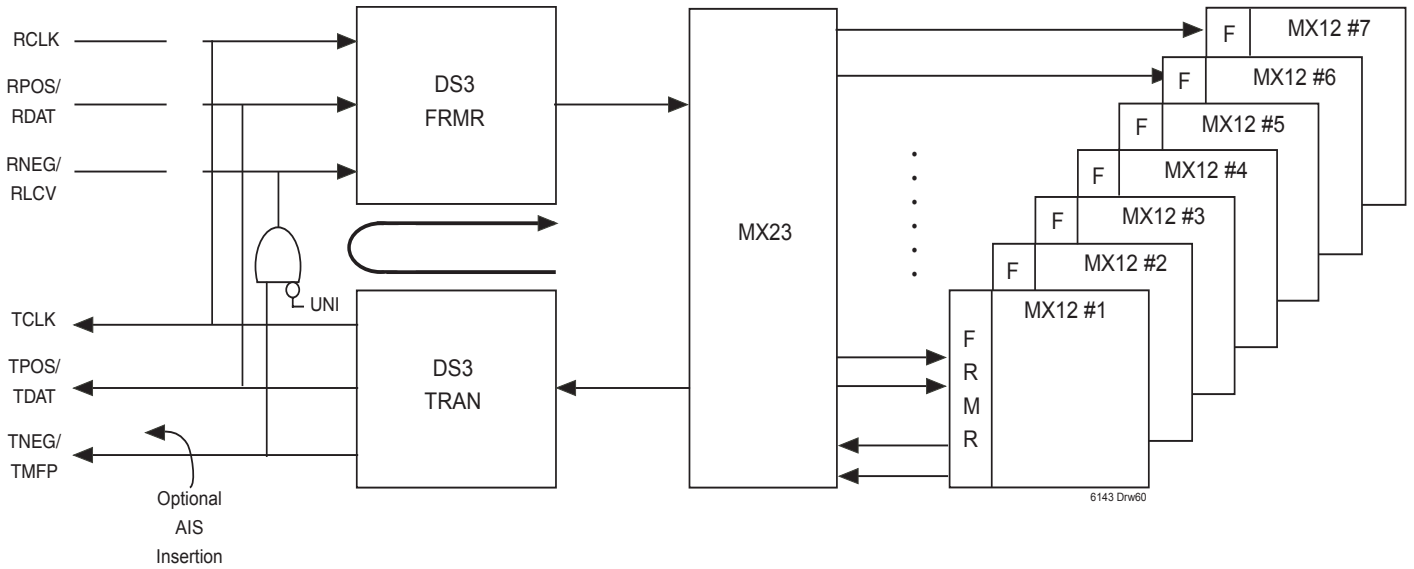 RCLK
RPOS/
RDAT
RNEG/
RLCV
TCLK
TPOS/
TDAT
TNEG/
TMFP
Optional
AIS
Insertion
UNI
DS3
FRMR
DS3
TRAN
MX23
F MX12 #7
F MX12 #6
F MX12 #5
F MX12 #4
F MX12 #3
F MX12 #2
MX12 #1
F
R
M
R
6143 Drw60